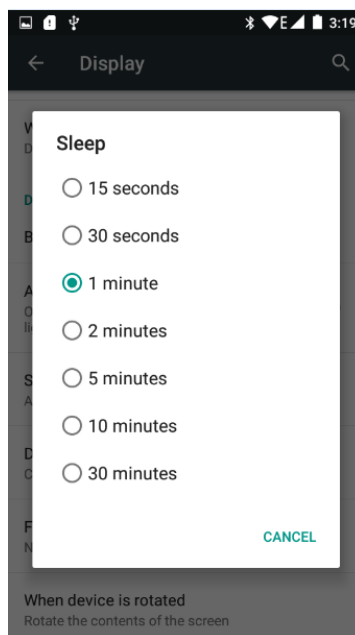 E 3:19
Display
W
D
D
B
Sleep
15 seconds
30 seconds
1 minute
A
O
li
2 minutes
5 minutes
S
A
10 minutes
D
C
30 minutes
F
N
CANCEL
When device is rotated
Rotate the contents of the screen